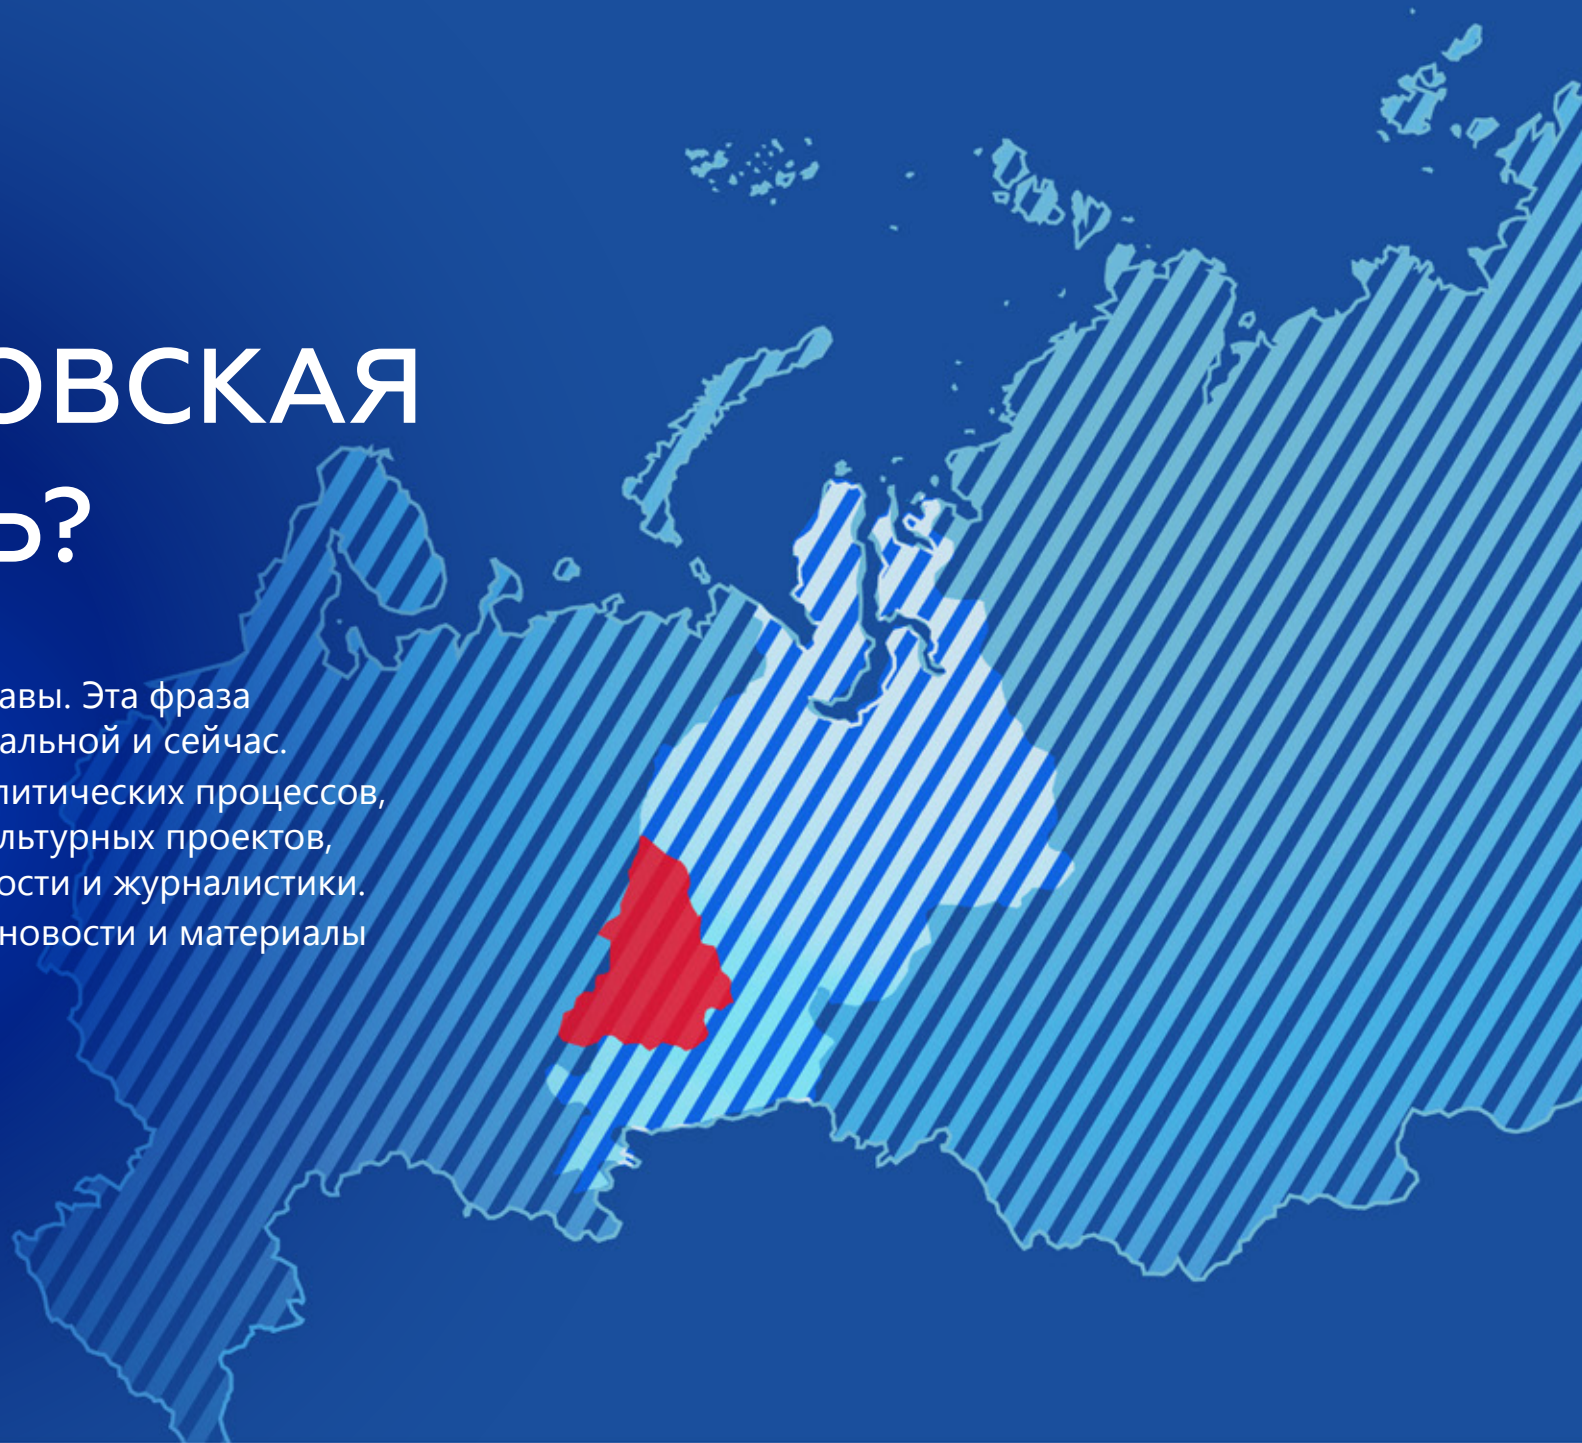 ОВСКАЯ
Ь?
авы. Эта фраза
альной и сейчас.
литических процессов,
льтурных проектов,
ости и журналистики.
новости и материалы